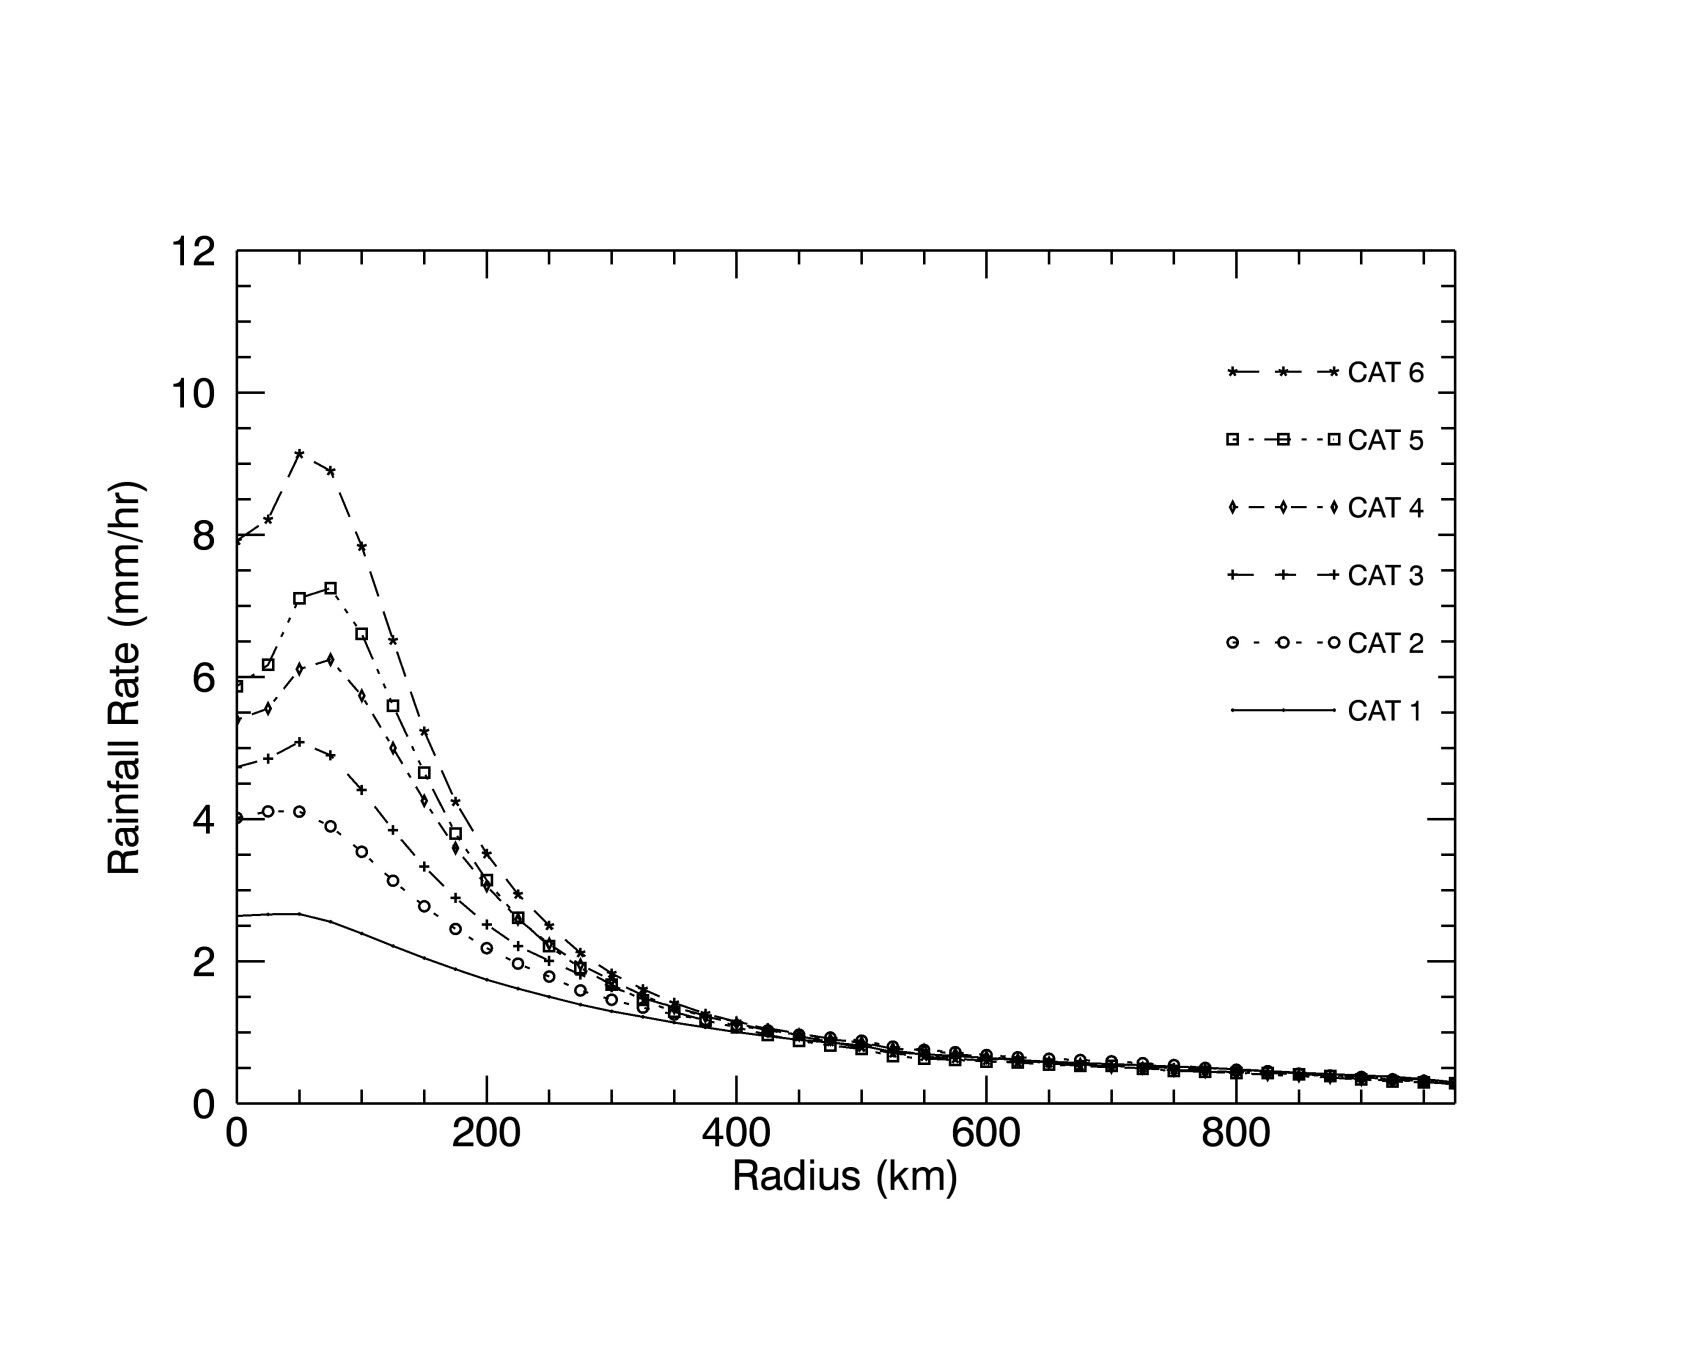 12
10
8
6
4
2
0
Rainfall Rate (mm/hr)
CAT 6
CAT 5
CAT 4
CAT 3
CAT 2
CAT 1
0 200 400 600 800
Radius (km)